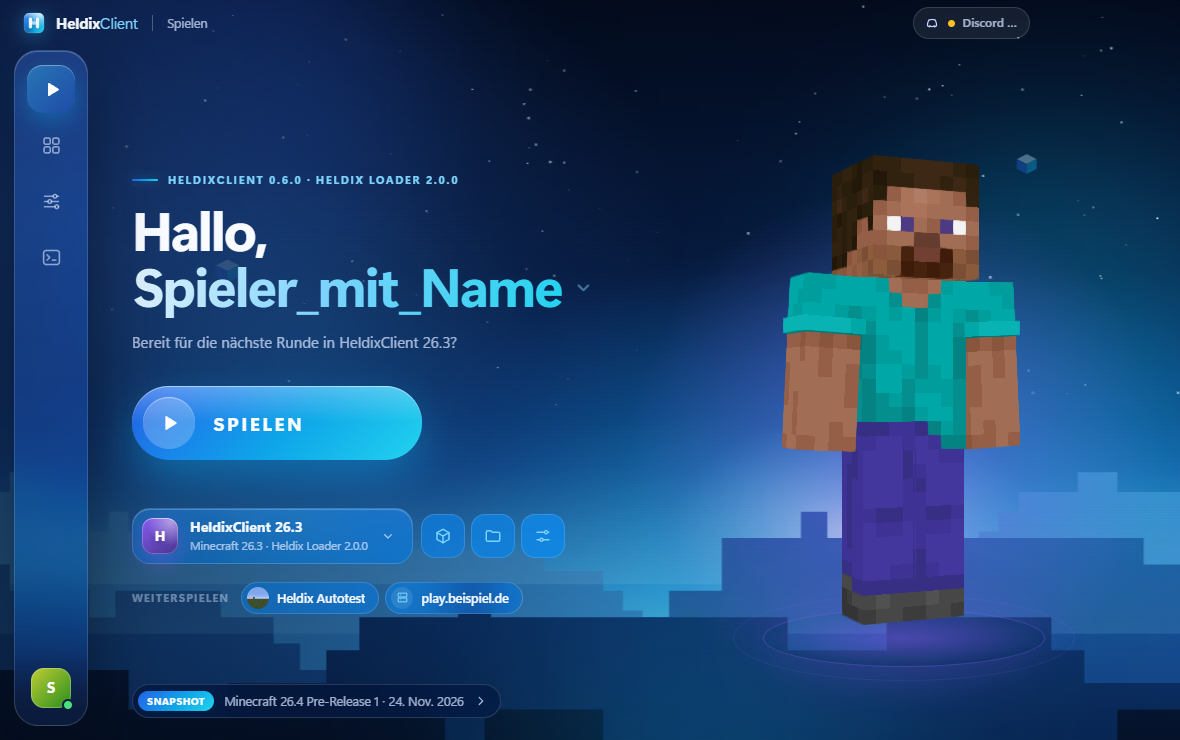 H HeldixClient | Spielen
Discord ...
HELDIXCLIENT 0.6.0 · HELDIX LOADER 2.0.0
Hallo,
Spieler_mit_Name
Bereit für die nächste Runde in HeldixClient 26.3?
SPIELEN
H
HeldixClient 26.3
Minecraft 26.3 · Heldix Loader 2.0.0
WEITERSPIELEN Heldix Autotest play.beispiel.de
S
SNAPSHOT Minecraft 26.4 Pre-Release 1 · 24. Nov. 2026